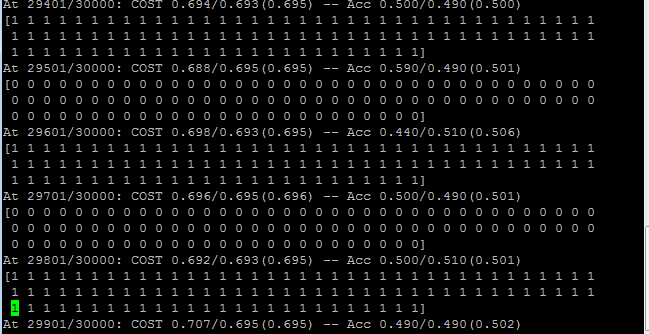 At 29401/30000: COST 0.694/0.693(0.695) -- Acc 0.500/0.490(0.500)
[1 1 1 1 1 1 1 1 1 1 1 1 1 1 1 1 1 1 1 1 1 1 1 1 1 1 1 1 1 1 1 1 1 1 1 1 1
1 1 1 1 1 1 1 1 1 1 1 1 1 1 1 1 1 1 1 1 1 1 1 1 1 1 1 1 1 1 1 1 1 1 1 1 1
1 1 1 1 1 1 1 1 1 1 1 1 1 1 1 1 1 1 1 1 1 1 1 1 1 1]
At 29501/30000: COST 0.688/0.695(0.695) -- Acc 0.590/0.490(0.501)
[0 0 0 0 0 0 0 0 0 0 0 0 0 0 0 0 0 0 0 0 0 0 0 0 0 0 0 0 0 0 0 0 0 0 0 0 0
0 0 0 0 0 0 0 0 0 0 0 0 0 0 0 0 0 0 0 0 0 0 0 0 0 0 0 0 0 0 0 0 0 0 0 0 0
0 0 0 0 0 0 0 0 0 0 0 0 0 0 0 0 0 0 0 0 0 0 0 0 0 0]
At 29601/30000: COST 0.698/0.693(0.695) -- Acc 0.440/0.510(0.506)
[1 1 1 1 1 1 1 1 1 1 1 1 1 1 1 1 1 1 1 1 1 1 1 1 1 1 1 1 1 1 1 1 1 1 1 1 1
1 1 1 1 1 1 1 1 1 1 1 1 1 1 1 1 1 1 1 1 1 1 1 1 1 1 1 1 1 1 1 1 1 1 1 1 1
1 1 1 1 1 1 1 1 1 1 1 1 1 1 1 1 1 1 1 1 1 1 1 1 1 1]
At 29701/30000: COST 0.696/0.695(0.696) -- Acc 0.500/0.490(0.501)
[0 0 0 0 0 0 0 0 0 0 0 0 0 0 0 0 0 0 0 0 0 0 0 0 0 0 0 0 0 0 0 0 0 0 0 0 0
0 0 0 0 0 0 0 0 0 0 0 0 0 0 0 0 0 0 0 0 0 0 0 0 0 0 0 0 0 0 0 0 0 0 0 0 0
0 0 0 0 0 0 0 0 0 0 0 0 0 0 0 0 0 0 0 0 0 0 0 0 0 0]
At 29801/30000: COST 0.692/0.693(0.695) -- Acc 0.500/0.510(0.501)
[1 1 1 1 1 1 1 1 1 1 1 1 1 1 1 1 1 1 1 1 1 1 1 1 1 1 1 1 1 1 1 1 1 1 1 1 1
1 1 1 1 1 1 1 1 1 1 1 1 1 1 1 1 1 1 1 1 1 1 1 1 1 1 1 1 1 1 1 1 1 1 1 1 1
1 1 1 1 1 1 1 1 1 1 1 1 1 1 1 1 1 1 1 1 1 1 1 1 1 1]
At 29901/30000: COST 0.707/0.695(0.695) -- Acc 0.490/0.490(0.502)